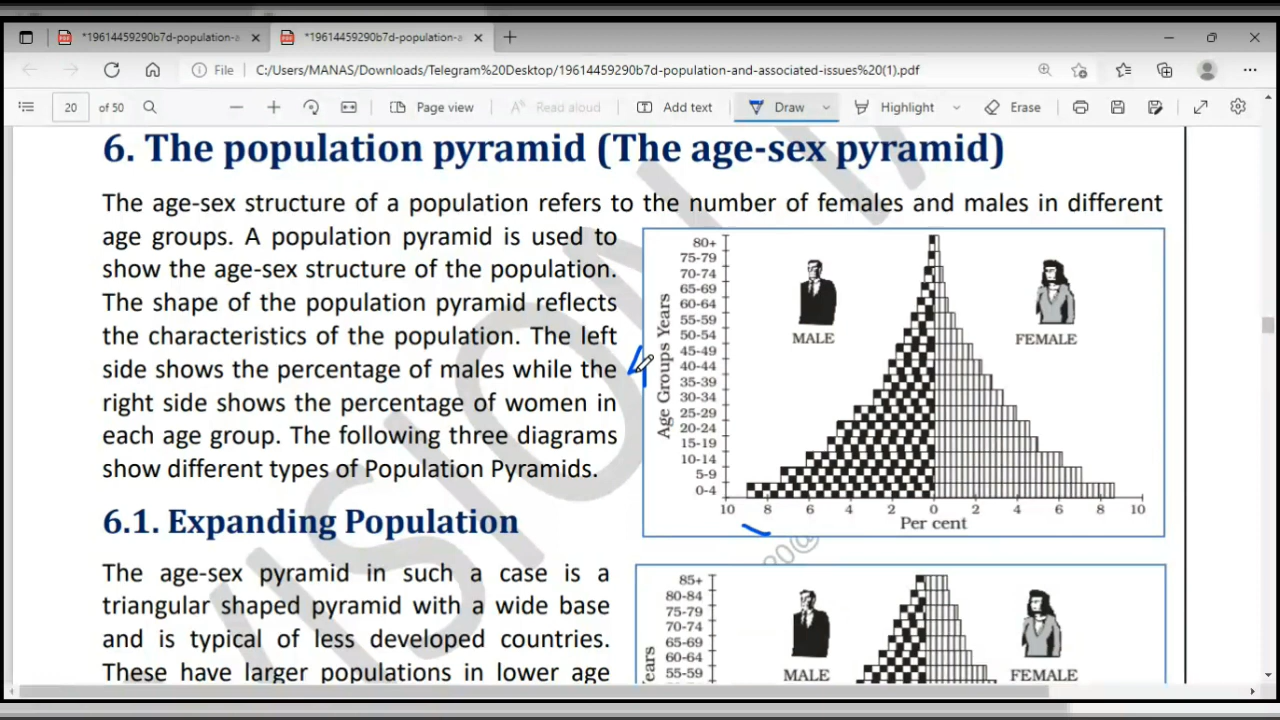 *19614459290b7d-population-a
*19614459290b7d-population-a
File
C:/Users/MANAS/Downloads/Telegram%20Desktop/19614459290b7d-population-and-associated-issues%20(1).pdf
20 of 50
Page view
Read aloud
Add text
Draw
Highlight
Erase
6. The population pyramid (The age-sex pyramid)
The age-sex structure of a population refers to the number of females and males in different
age groups. A population pyramid is used to
show the age-sex structure of the population.
The shape of the population pyramid reflects
the characteristics of the population. The left
side shows the percentage of males while the
right side shows the percentage of women in
each age group. The following three diagrams
show different types of Population Pyramids.
Age Groups Years
80+
75-79
70-74
65-69
60-64
55-59
50-54
45-49
40-44
35-39
30-34
25-29
20-24
15-19
10-14
5-9
0-4
MALE
FEMALE
10 8 6 4 2 0 2 4 6 8 10
Per cent
6.1. Expanding Population
The age-sex pyramid in such a case is a
triangular shaped pyramid with a wide base
and is typical of less developed countries.
These have larger populations in lower age
85+
80-84
75-79
70-74
65-69
60-64
55-59
ears
MALE
FEMALE